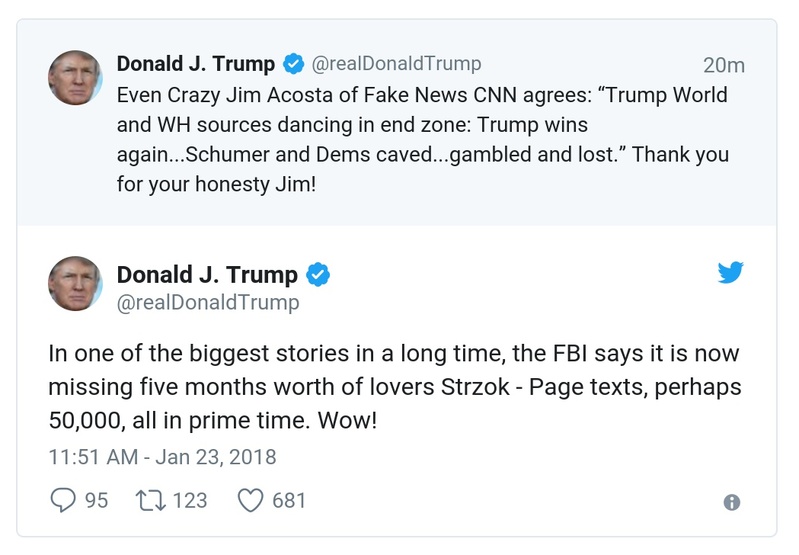 Donald J. Trump @realDonaldTrump 20m
Even Crazy Jim Acosta of Fake News CNN agrees: “Trump World
and WH sources dancing in end zone: Trump wins
again...Schumer and Dems caved...gambled and lost.” Thank you
for your honesty Jim!
Donald J. Trump
@realDonaldTrump
In one of the biggest stories in a long time, the FBI says it is now
missing five months worth of lovers Strzok - Page texts, perhaps
50,000, all in prime time. Wow!
11:51 AM - Jan 23, 2018
95 123 681